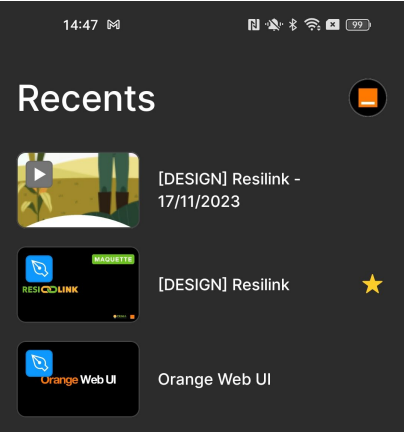 14:47
99
Recents
[DESIGN] Resilink -
17/11/2023
MAQUETTE
RESILINK
[DESIGN] Resilink
Orange Web UI
Orange Web UI